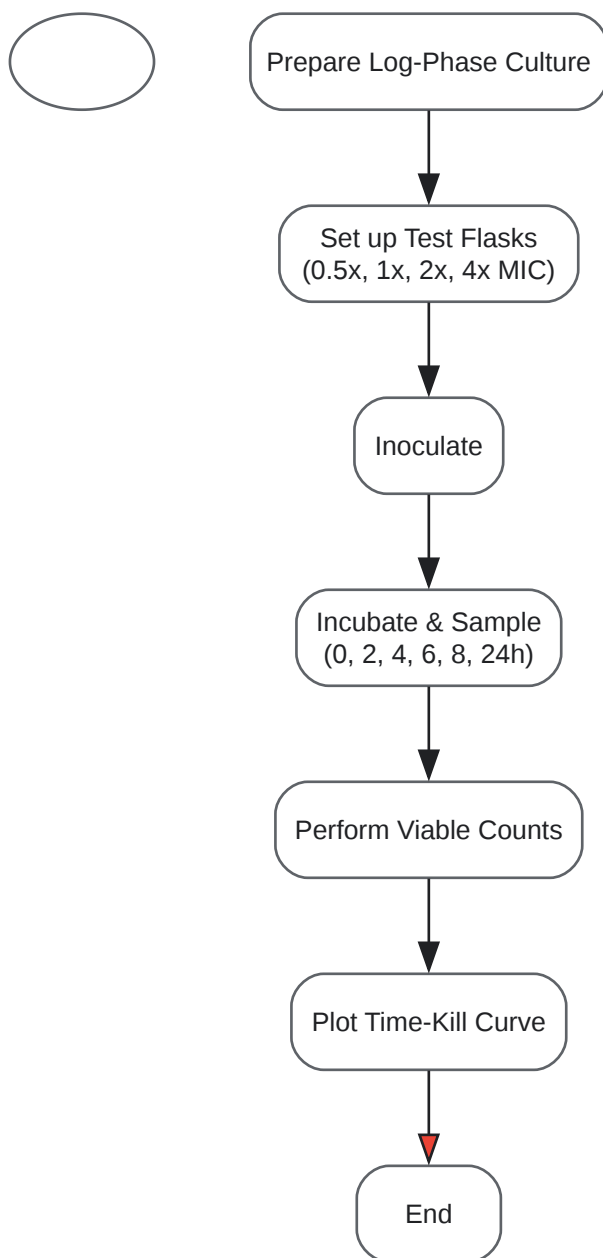 Prepare Log-Phase Culture
Set up Test Flasks
(0.5x, 1x, 2x, 4x MIC)
Inoculate
Incubate & Sample
(0, 2, 4, 6, 8, 24h)
Perform Viable Counts
Plot Time-Kill Curve
End